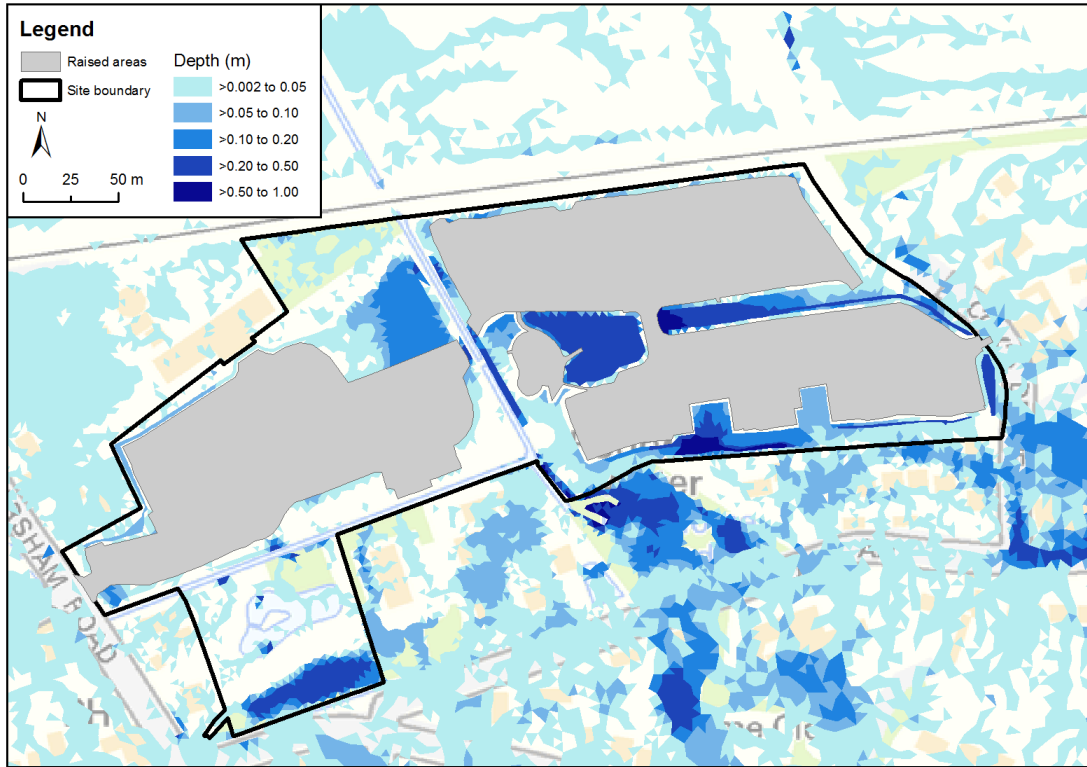 Legend
Raised areas
Site boundary
N
0 25 50 m
Depth (m)
>0.002 to 0.05
>0.05 to 0.10
>0.10 to 0.20
>0.20 to 0.50
>0.50 to 1.00
ROAD